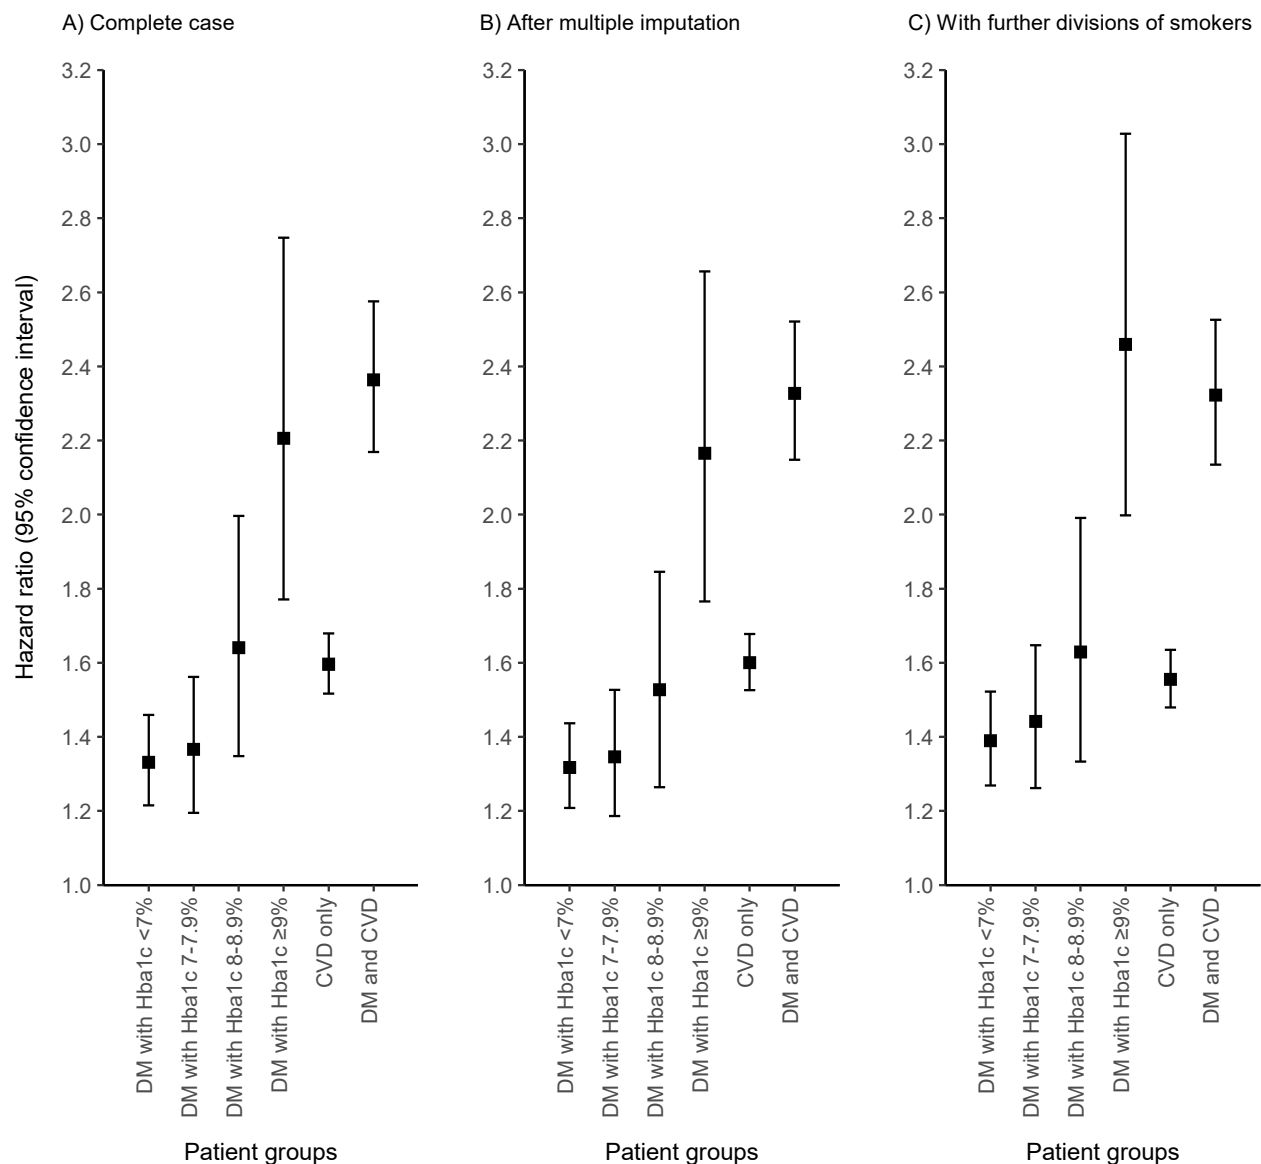 A) Complete case
B) After multiple imputation
C) With further divisions of smokers
Hazard ratio (95% confidence interval)
3.2
3.0
2.8
2.6
2.4
2.2
2.0
1.8
1.6
1.4
1.2
1.0
DM with Hba1c <7%
DM with Hba1c 7-7.9%
DM with Hba1c 8-8.9%
DM with Hba1c ≥9%
CVD only
DM and CVD
Patient groups
3.2
3.0
2.8
2.6
2.4
2.2
2.0
1.8
1.6
1.4
1.2
1.0
DM with Hba1c <7%
DM with Hba1c 7-7.9%
DM with Hba1c 8-8.9%
DM with Hba1c ≥9%
CVD only
DM and CVD
Patient groups
3.2
3.0
2.8
2.6
2.4
2.2
2.0
1.8
1.6
1.4
1.2
1.0
DM with Hba1c <7%
DM with Hba1c 7-7.9%
DM with Hba1c 8-8.9%
DM with Hba1c ≥9%
CVD only
DM and CVD
Patient groups